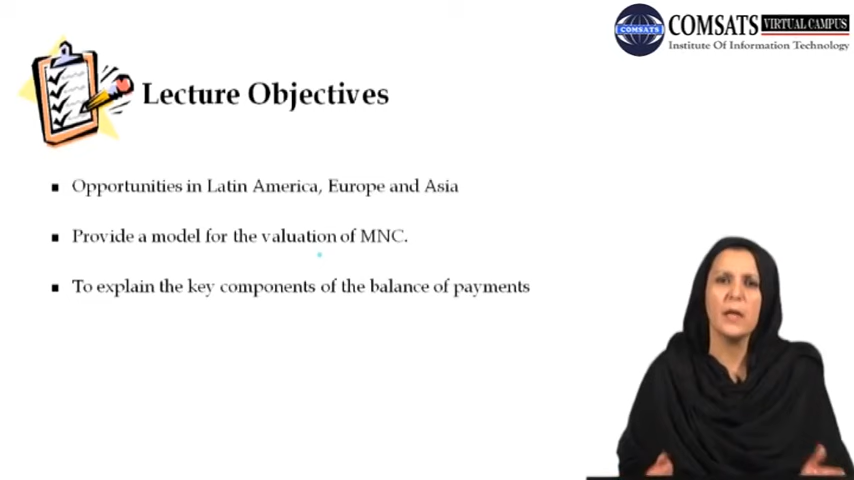 COMSATS VIRTUAL CAMPUS
COMSATS
Institute Of Information Technology
Lecture Objectives
Opportunities in Latin America, Europe and Asia
Provide a model for the valuation of MNC.
To explain the key components of the balance of payments